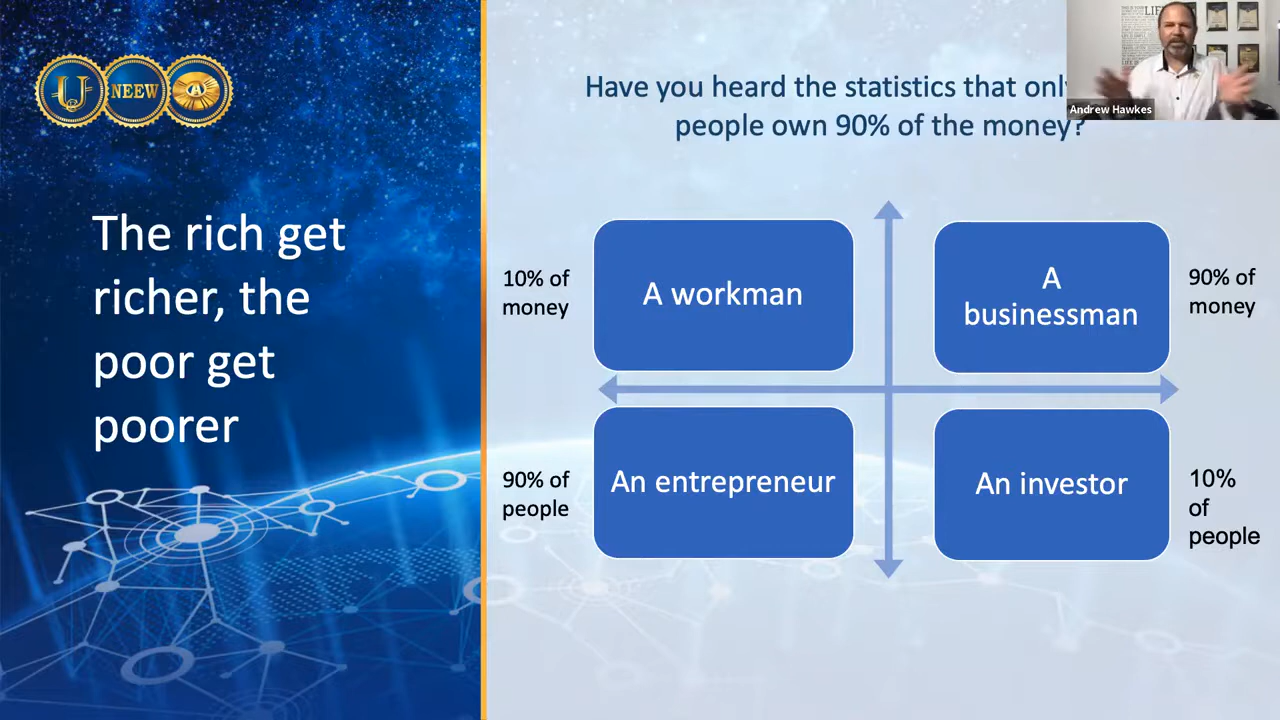 U
NEEW
A
The rich get
richer, the
poor get
poorer
Have you heard the statistics that only
people own 90% of the money?
LIFE
Andrew Hawkes
10% of
money
A workman
A
businessman
90% of
money
90% of
people
An entrepreneur
An investor
10%
of
people